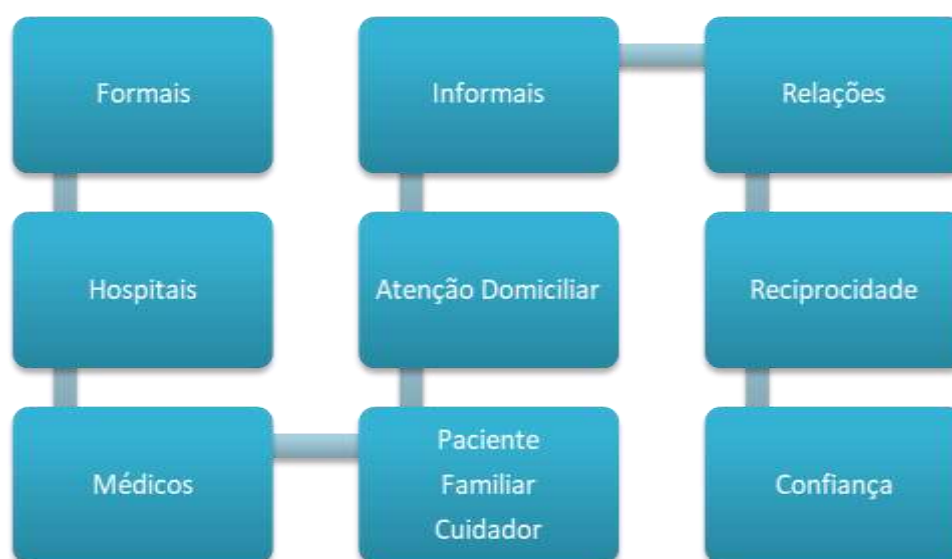 Formais
Informais
Relações
Hospitais
Atenção Domiciliar
Reciprocidade
Médicos
Paciente
Familiar
Cuidador
Confiança